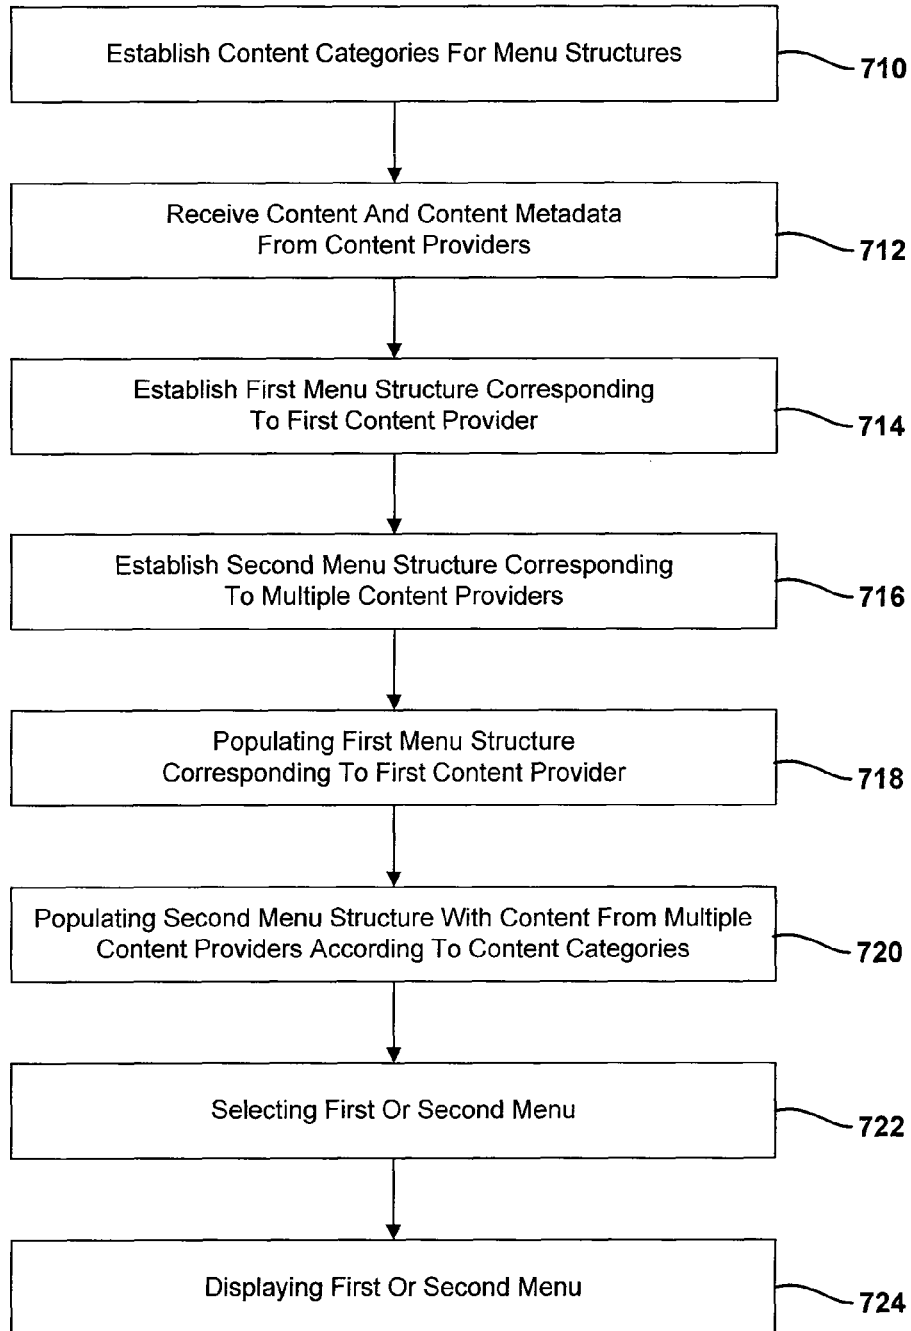 Establish Content Categories For Menu Structures
710
Receive Content And Content Metadata
From Content Providers
712
Establish First Menu Structure Corresponding
To First Content Provider
714
Establish Second Menu Structure Corresponding
To Multiple Content Providers
716
Populating First Menu Structure
Corresponding To First Content Provider
718
Populating Second Menu Structure With Content From Multiple
Content Providers According To Content Categories
720
Selecting First Or Second Menu
722
Displaying First Or Second Menu
724